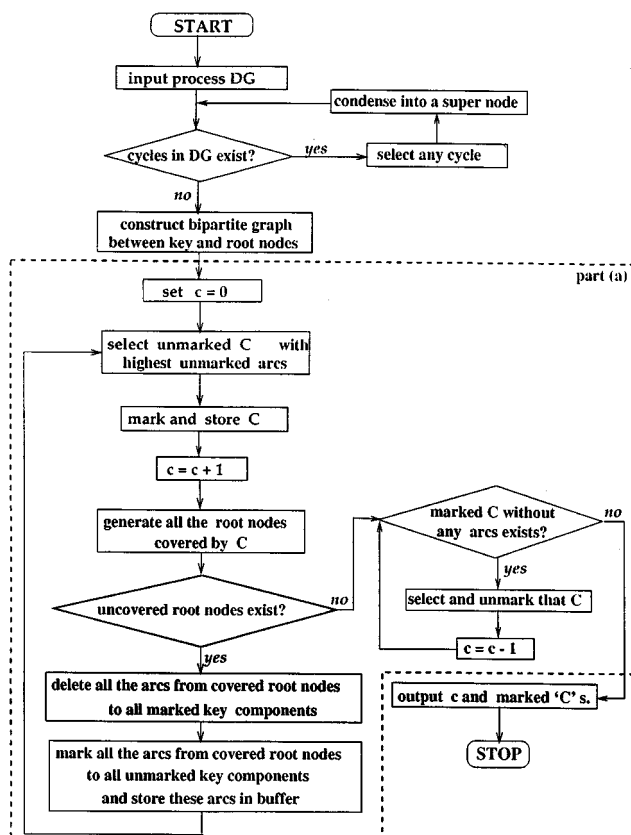 START
input process DG
condense into a super node
cycles in DG exist?
yes
select any cycle
no
construct bipartite graph
between key and root nodes
part (a)
set c = 0
select unmarked C with
highest unmarked arcs
mark and store C
c = c + 1
generate all the root nodes
covered by C
uncovered root nodes exist?
no
marked C without
any arcs exists?
no
yes
select and unmark that C
c = c - 1
yes
delete all the arcs from covered root nodes
to all marked key components
mark all the arcs from covered root nodes
to all unmarked key components
and store these arcs in buffer
output c and marked 'C' s.
STOP